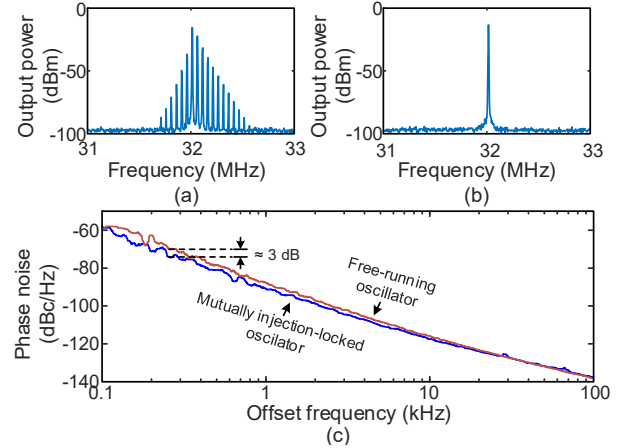 0
-50
-100
Output power
(dBm)
31
32
33
Frequency (MHz)
(a)
0
-50
-100
Output power
(dBm)
31
32
33
Frequency (MHz)
(b)
-60
-80
-100
-120
-140
Phase noise
(dBc/Hz)
≈ 3 dB
Free-running
oscillator
Mutually injection-locked
oscilator
0.1
1
10
100
Offset frequency (kHz)
(c)